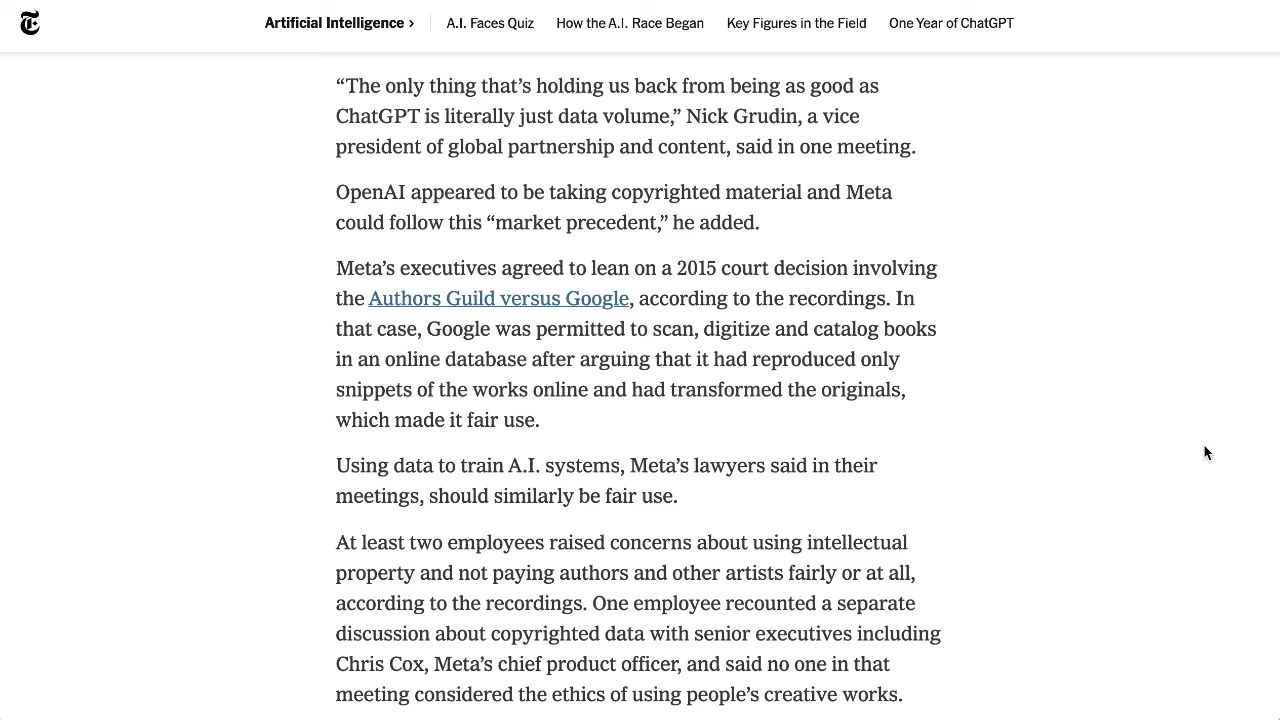 Artificial Intelligence › A.I. Faces Quiz How the A.I. Race Began Key Figures in the Field One Year of ChatGPT
“The only thing that’s holding us back from being as good as
ChatGPT is literally just data volume,” Nick Grudin, a vice
president of global partnership and content, said in one meeting.
OpenAI appeared to be taking copyrighted material and Meta
could follow this “market precedent,” he added.
Meta’s executives agreed to lean on a 2015 court decision involving
the Authors Guild versus Google, according to the recordings. In
that case, Google was permitted to scan, digitize and catalog books
in an online database after arguing that it had reproduced only
snippets of the works online and had transformed the originals,
which made it fair use.
Using data to train A.I. systems, Meta’s lawyers said in their
meetings, should similarly be fair use.
At least two employees raised concerns about using intellectual
property and not paying authors and other artists fairly or at all,
according to the recordings. One employee recounted a separate
discussion about copyrighted data with senior executives including
Chris Cox, Meta’s chief product officer, and said no one in that
meeting considered the ethics of using people’s creative works.